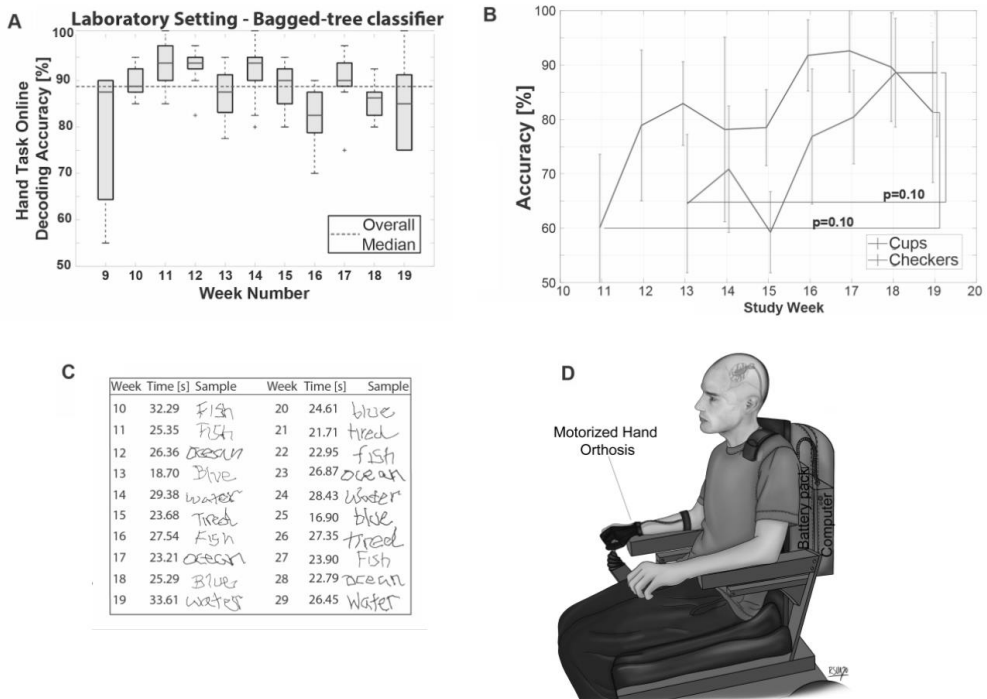 A
Laboratory Setting - Bagged-tree classifier
Hand Task Online
Decoding Accuracy [%]
100
90
80
70
60
50
Overall
Median
9 10 11 12 13 14 15 16 17 18 19
Week Number
B
Accuracy [%]
100
90
80
70
60
50
p=0.10
p=0.10
Cups
Checkers
10 11 12 13 14 15 16 17 18 19 20
Study Week
C
Week Time [s] Sample Week Time [s] Sample
10 32.29 Fish 20 24.61 blue
11 25.35 Fish 21 21.71 tired
12 26.36 Ocean 22 22.95 fish
13 18.70 Blue 23 26.87 ocean
14 29.38 water 24 28.43 Water
15 23.68 Tired 25 16.90 blue
16 27.54 Fish 26 27.35 tired
17 23.21 ocean 27 23.90 Fish
18 25.29 Blue 28 22.79 ocean
19 33.61 water 29 26.45 Water
D
Motorized Hand
Orthosis
Battery pack
Computer